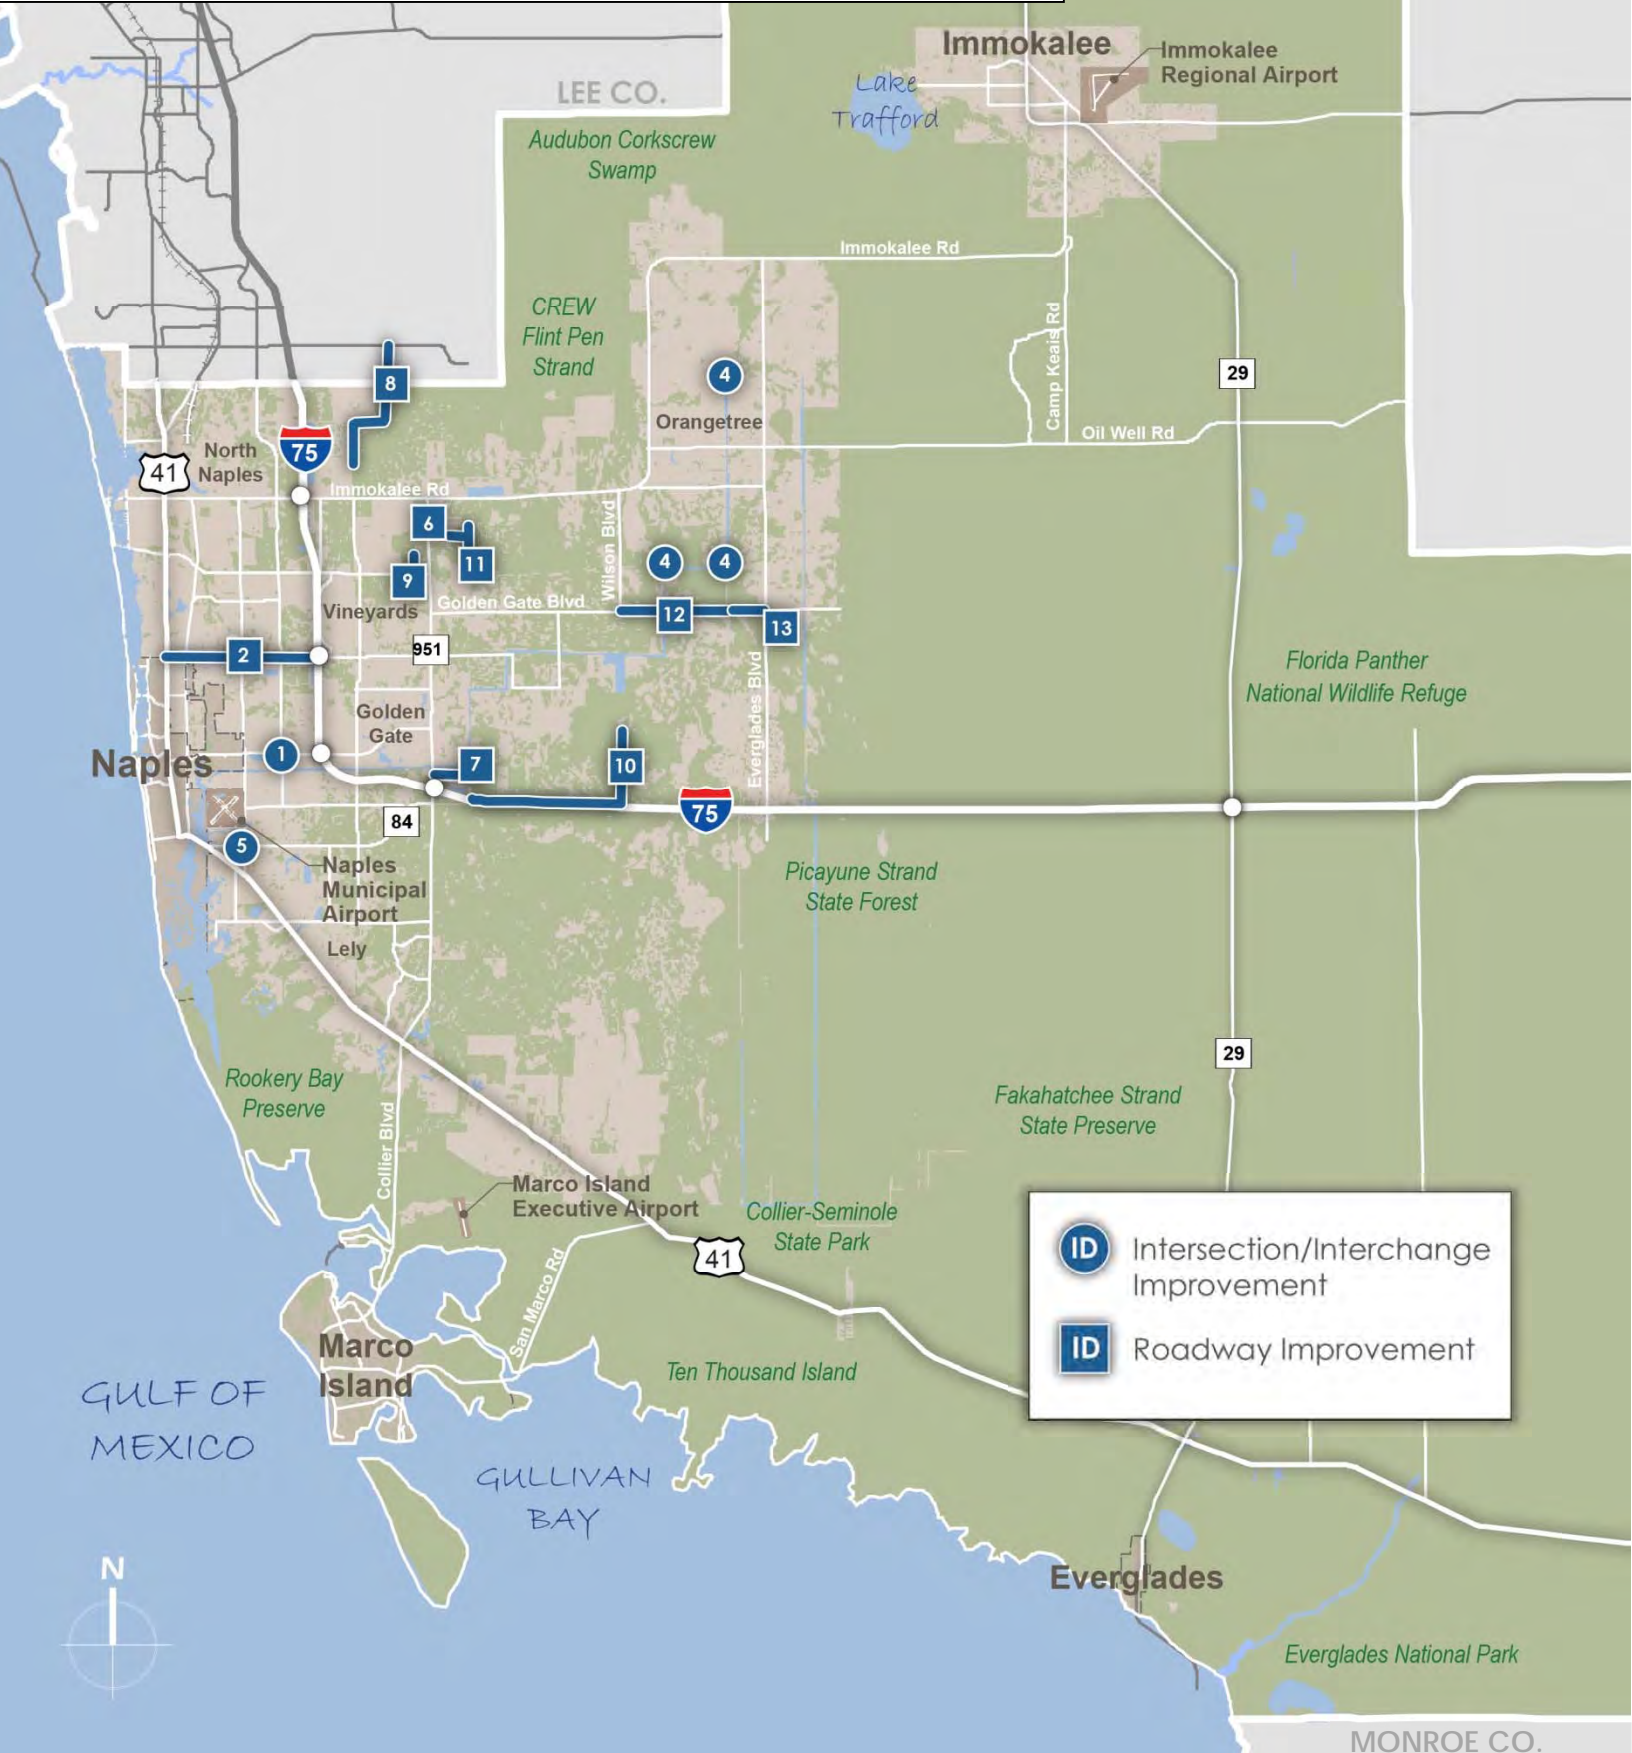 Immokalee
Immokalee
Regional Airport
Lake
Trafford
LEE CO.
Audubon Corkscrew
Swamp
Immokalee Rd
CREW
Flint Pen
Strand
Camp Keais Rd
29
8
4
Orangetree
Oil Well Rd
North
Naples
75
41
Immokalee Rd
Wilson Blvd
6
11
9
4
4
Vineyards
Golden Gate Blvd
12
13
2
951
Everglades Blvd
Florida Panther
National Wildlife Refuge
Golden
Gate
Naples
1
7
10
75
84
5
Naples
Municipal
Airport
Lely
Picayune Strand
State Forest
29
Rookery Bay
Preserve
Collier Blvd
Fakahatchee Strand
State Preserve
Marco Island
Executive Airport
Collier-Seminole
State Park
41
San Marco Rd
ID
Intersection/Interchange
Improvement
ID
Roadway Improvement
Marco
Island
Ten Thousand Island
GULF OF
MEXICO
GULLIVAN
BAY
N
Everglades
Everglades National Park
MONROE CO.